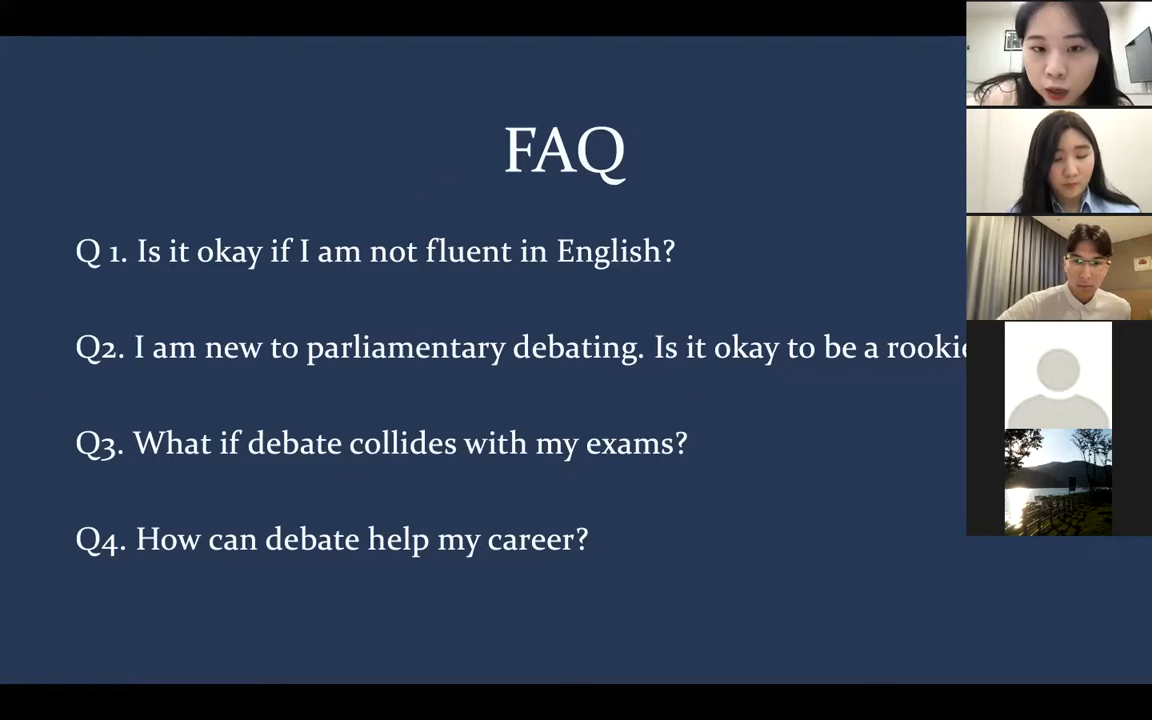 FAQ
Q 1. Is it okay if I am not fluent in English?
Q2. I am new to parliamentary debating. Is it okay to be a
Q3. What if debate collides with my exams?
Q4. How can debate help my career?